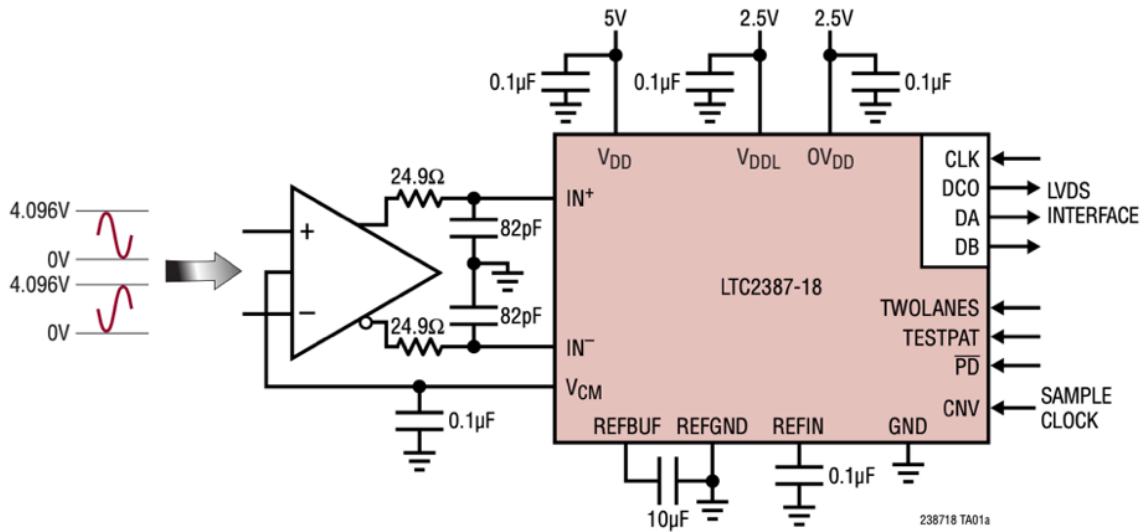 5V 2.5V 2.5V
0.1µF 0.1µF 0.1µF
VDD VDDL OVDD
CLK
DCO LVDS
DA INTERFACE
DB
24.9Ω
IN+
4.096V
0V
4.096V
0V
+
−
82pF
82pF
24.9Ω
IN−
LTC2387-18
TWOLANES
TESTPAT
PD
VCM
CNV SAMPLE
CLOCK
0.1µF
REFBUF REFGND REFIN GND
10µF
0.1µF
238718 TA01a